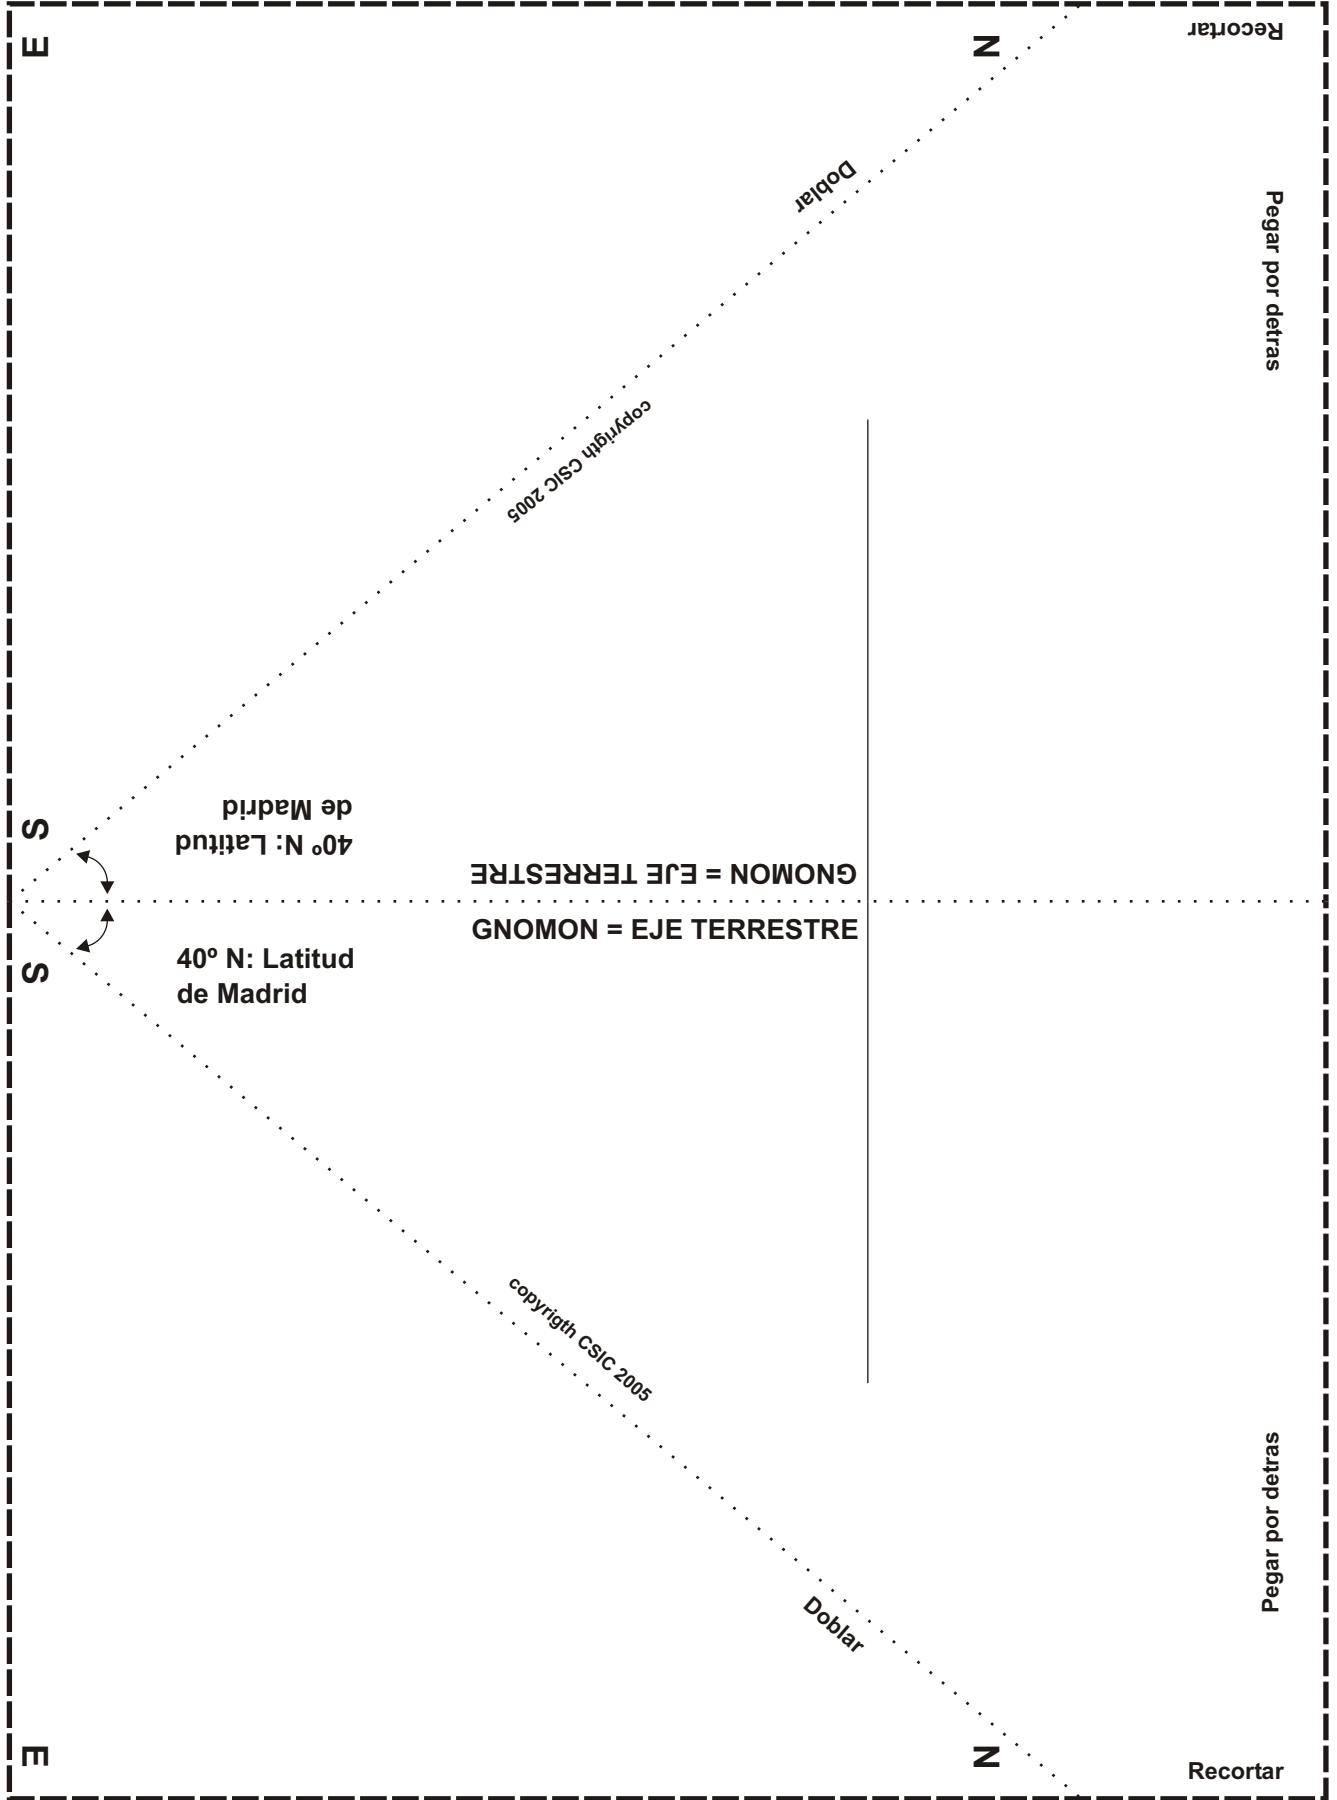 E
N
Recortar
Doblar
Pegar por detras
copyrigth CSIC 2005
S
40º N: Latitud
de Madrid
GNOMON = EJE TERRESTRE
GNOMON = EJE TERRESTRE
S
40º N: Latitud
de Madrid
copyrigth CSIC 2005
Pegar por detras
Doblar
E
N
Recortar